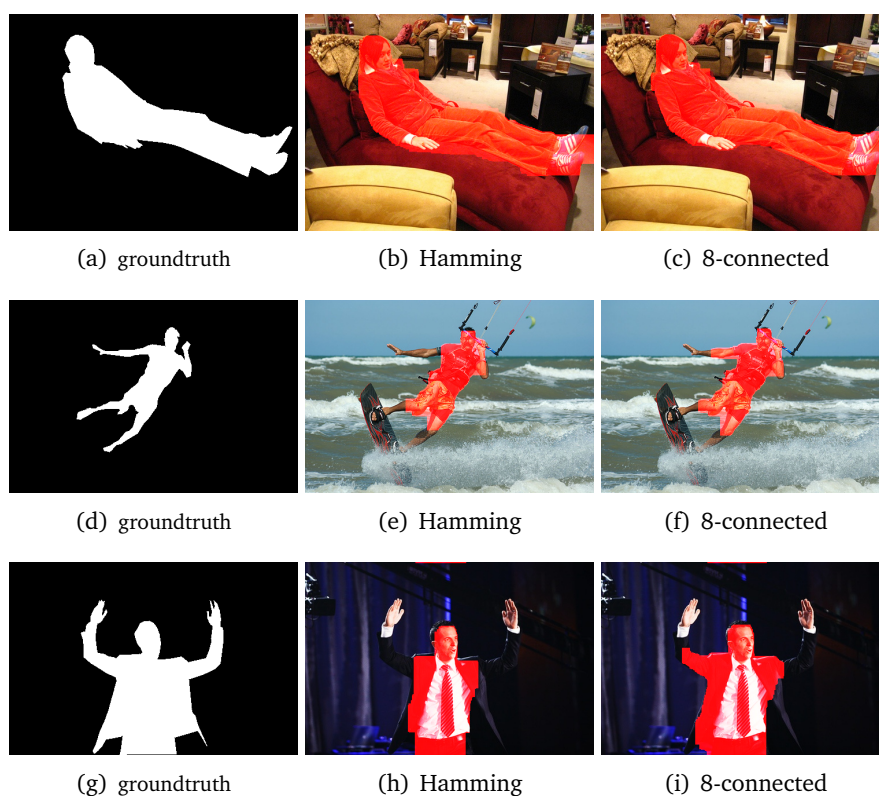 (a) groundtruth
(b) Hamming
(c) 8-connected
(d) groundtruth
(e) Hamming
(f) 8-connected
(g) groundtruth
(h) Hamming
(i) 8-connected